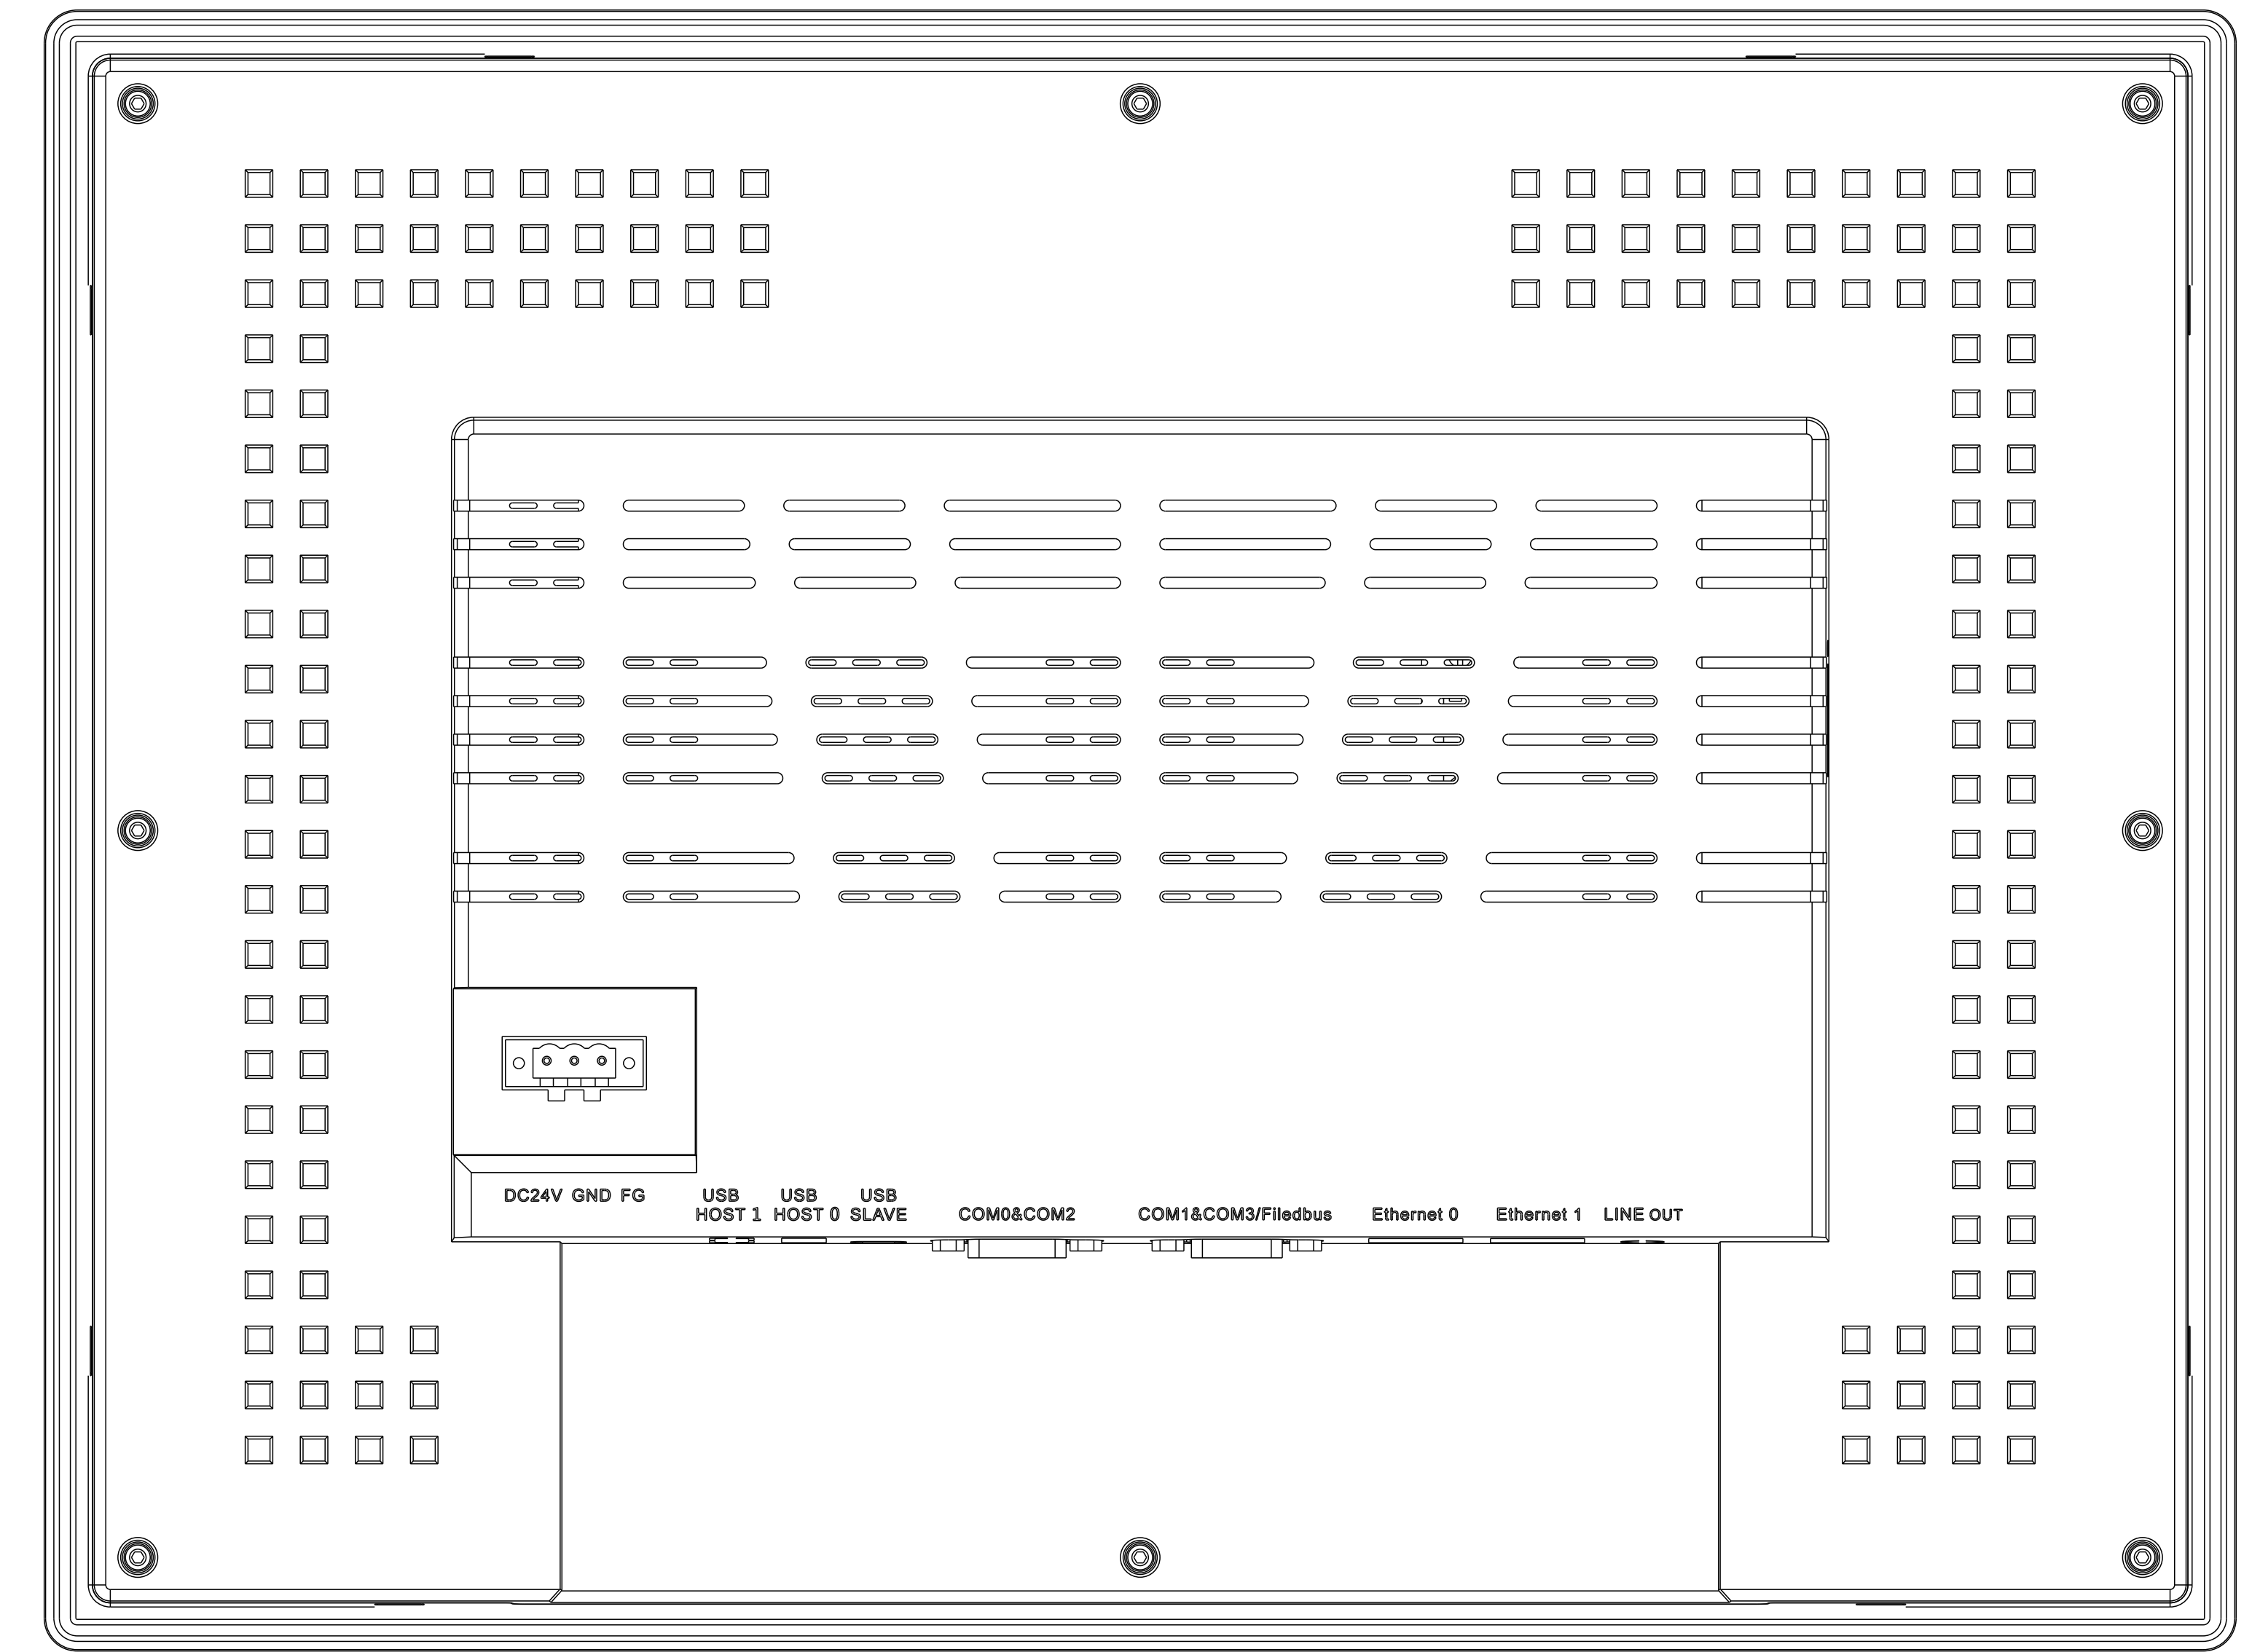 DC24V GND FG
USB HOST 1
USB HOST 0
USB SLAVE
COM0&COM2
COM1&COM3/Filedbus
Ethernet 0
Ethernet 1
LINE OUT